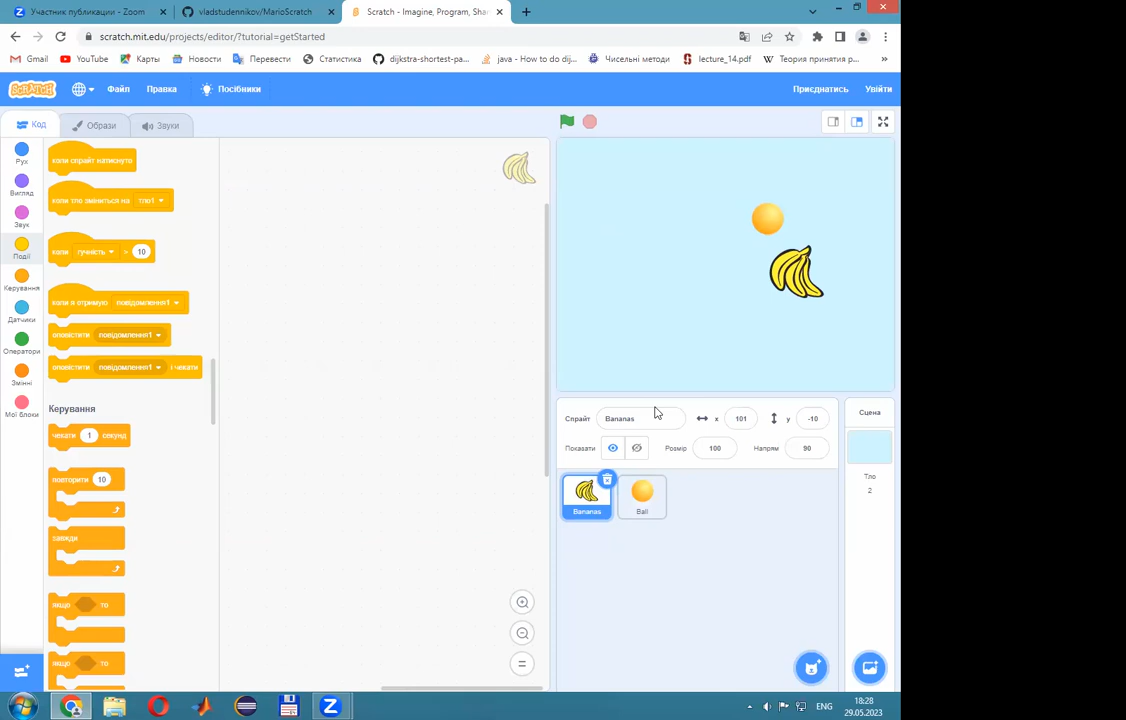 Участник публикации - Zoom
vladstudennikov/MarioScratch
Scratch - Imagine, Program, Sha
scratch.mit.edu/projects/editor/?tutorial=getStarted
Gmail
YouTube
Карты
Новости
Перевести
Статистика
dijkstra-shortest-pa...
java - How to do dij...
Чисельні методи
lecture_14.pdf
Теория принятия р...
»
SCRATCH
Файл
Правка
Посібники
Приєднатись
Увійти
Код
Образи
Звуки
Рух
Вигляд
Звук
Події
Керування
Датчики
Оператори
Змінні
Мої блоки
коли спрайт натиснуто
коли тло зміниться на тло1
коли гучність > 10
коли я отримую повідомлення1
оповістити повідомлення1
оповістити повідомлення1 і чекати
Керування
чекати 1 секунд
повторити 10
завжди
якщо то
якщо то
Спрайт Bananas x 101 y -10
Показати Розмір 100 Напрям 90
Bananas
Ball
Сцена
Тло
2
ENG
18:28
29.05.2023